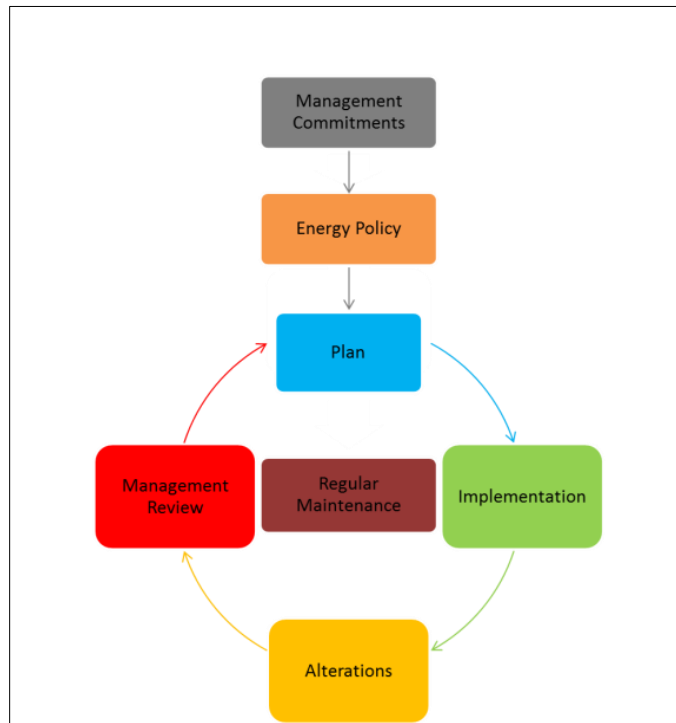 Management
Commitments
Energy Policy
Plan
Management
Review
Regular
Maintenance
Implementation
Alterations